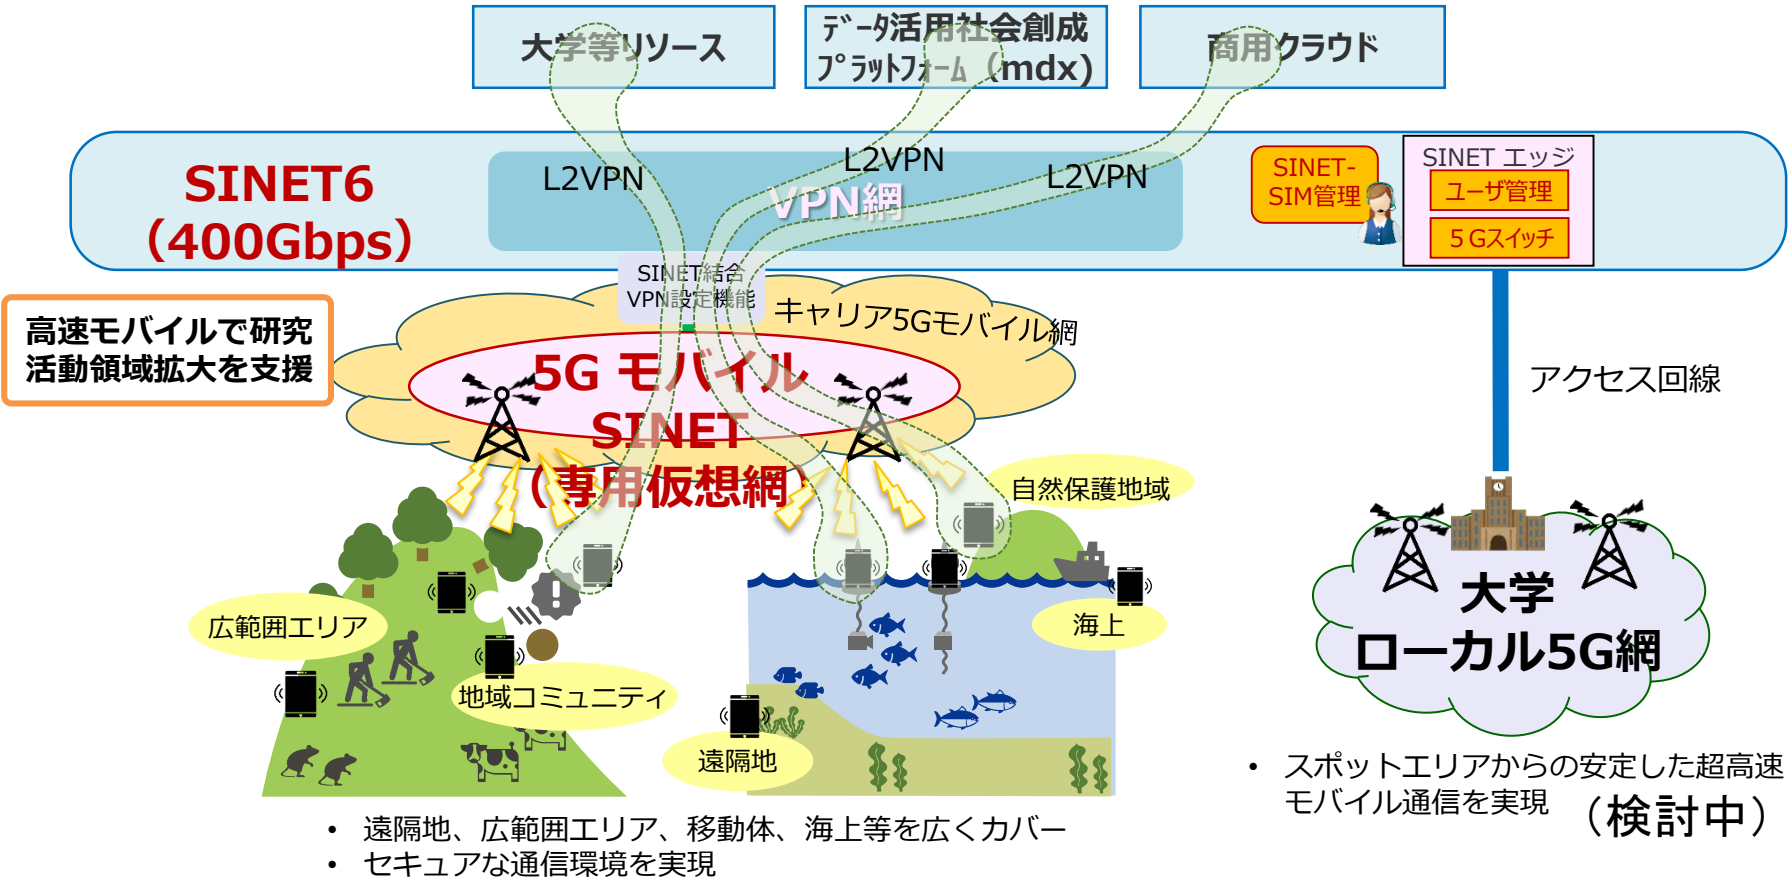 大学等リソース
ﾃﾞｰﾀ活用社会創成
ﾌﾟﾗｯﾄﾌｫｰﾑ（mdx）
商用クラウド
SINET6
（400Gbps）
L2VPN
L2VPN
L2VPN
VPN網
SINET-
SIM管理
SINET エッジ
ユーザ管理
５Gスイッチ
SINET結合
VPN設定機能
キャリア5Gモバイル網
高速モバイルで研究
活動領域拡大を支援
5G モバイル
SINET
（専用仮想網）
アクセス回線
自然保護地域
広範囲エリア
地域コミュニティ
海上
遠隔地
大学
ローカル5G網
• 遠隔地、広範囲エリア、移動体、海上等を広くカバー
• セキュアな通信環境を実現
• スポットエリアからの安定した超高速
モバイル通信を実現
（検討中）